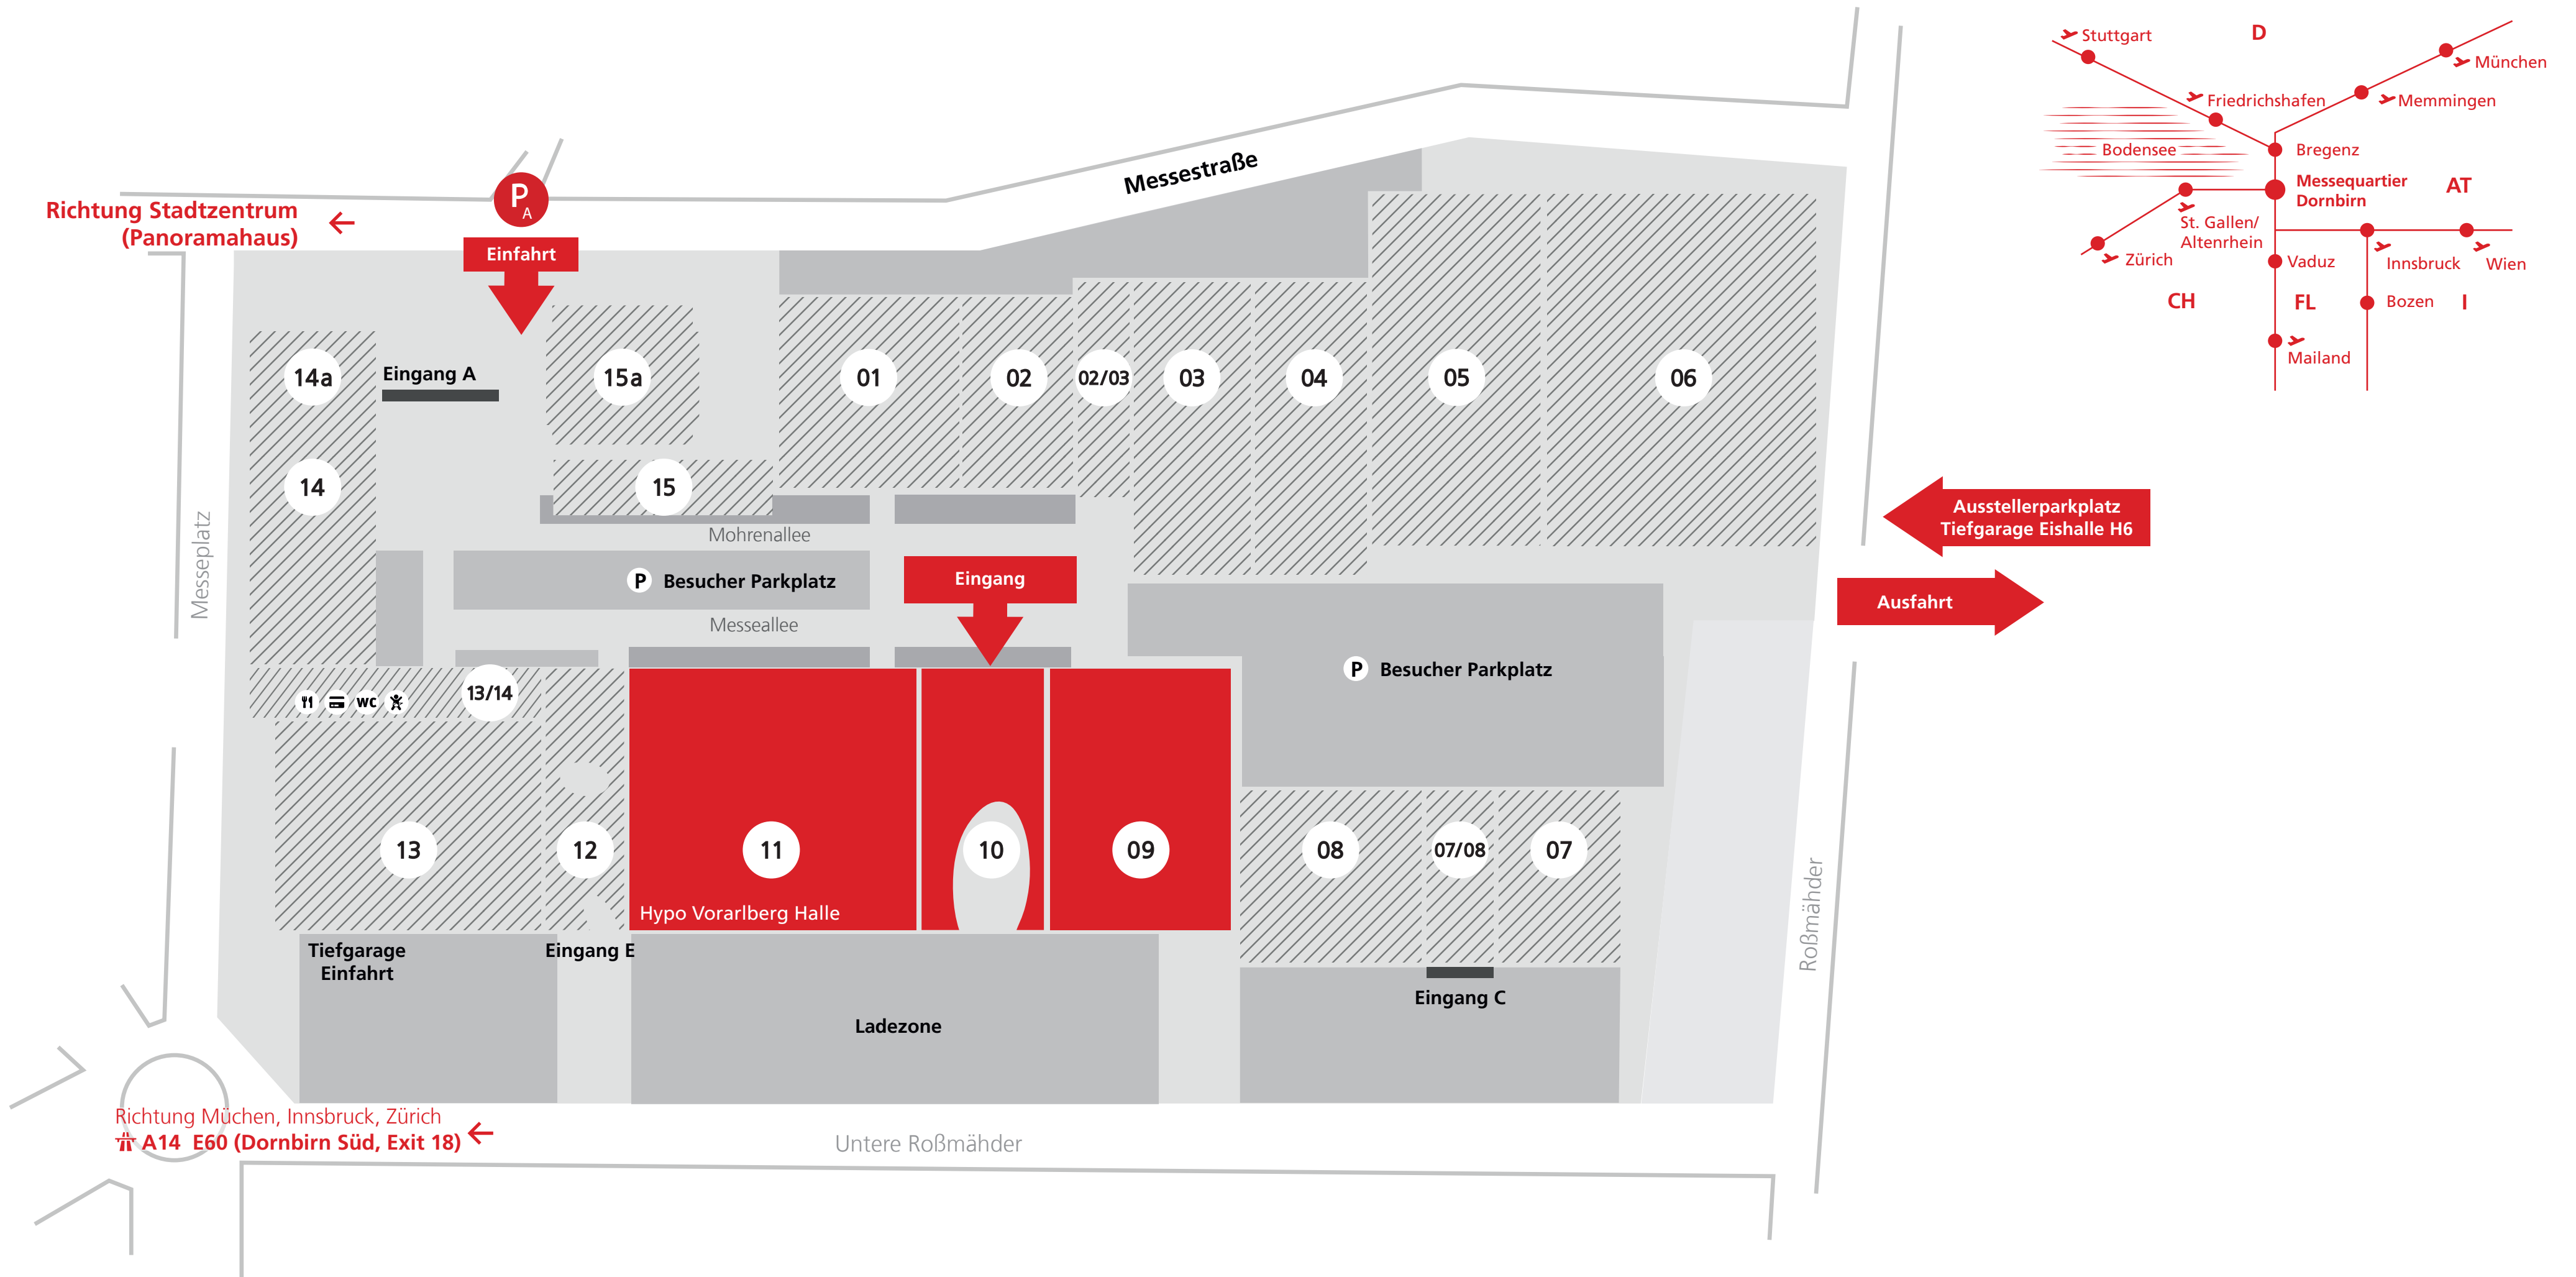 Stuttgart
D
München
Friedrichshafen
Memmingen
Bodensee
Bregenz
Messequartier
Dornbirn
AT
St. Gallen/
Altenrhein
Zürich
Vaduz
Innsbruck
Wien
CH
FL
Bozen
I
Mailand
Messestraße
P
A
Richtung Stadtzentrum
(Panoramahaus)
Einfahrt
14a
Eingang A
15a
01
02
02/03
03
04
05
06
14
15
Messeplatz
Mohrenallee
Ausstellerparkplatz
Tiefgarage Eishalle H6
P Besucher Parkplatz
Eingang
Ausfahrt
Messeallee
P Besucher Parkplatz
13/14
WC
13
12
11
10
09
08
07/08
07
Hypo Vorarlberg Halle
Roßmähder
Tiefgarage
Einfahrt
Eingang E
Eingang C
Ladezone
Richtung Müchen, Innsbruck, Zürich
A14 E60 (Dornbirn Süd, Exit 18)
Untere Roßmähder